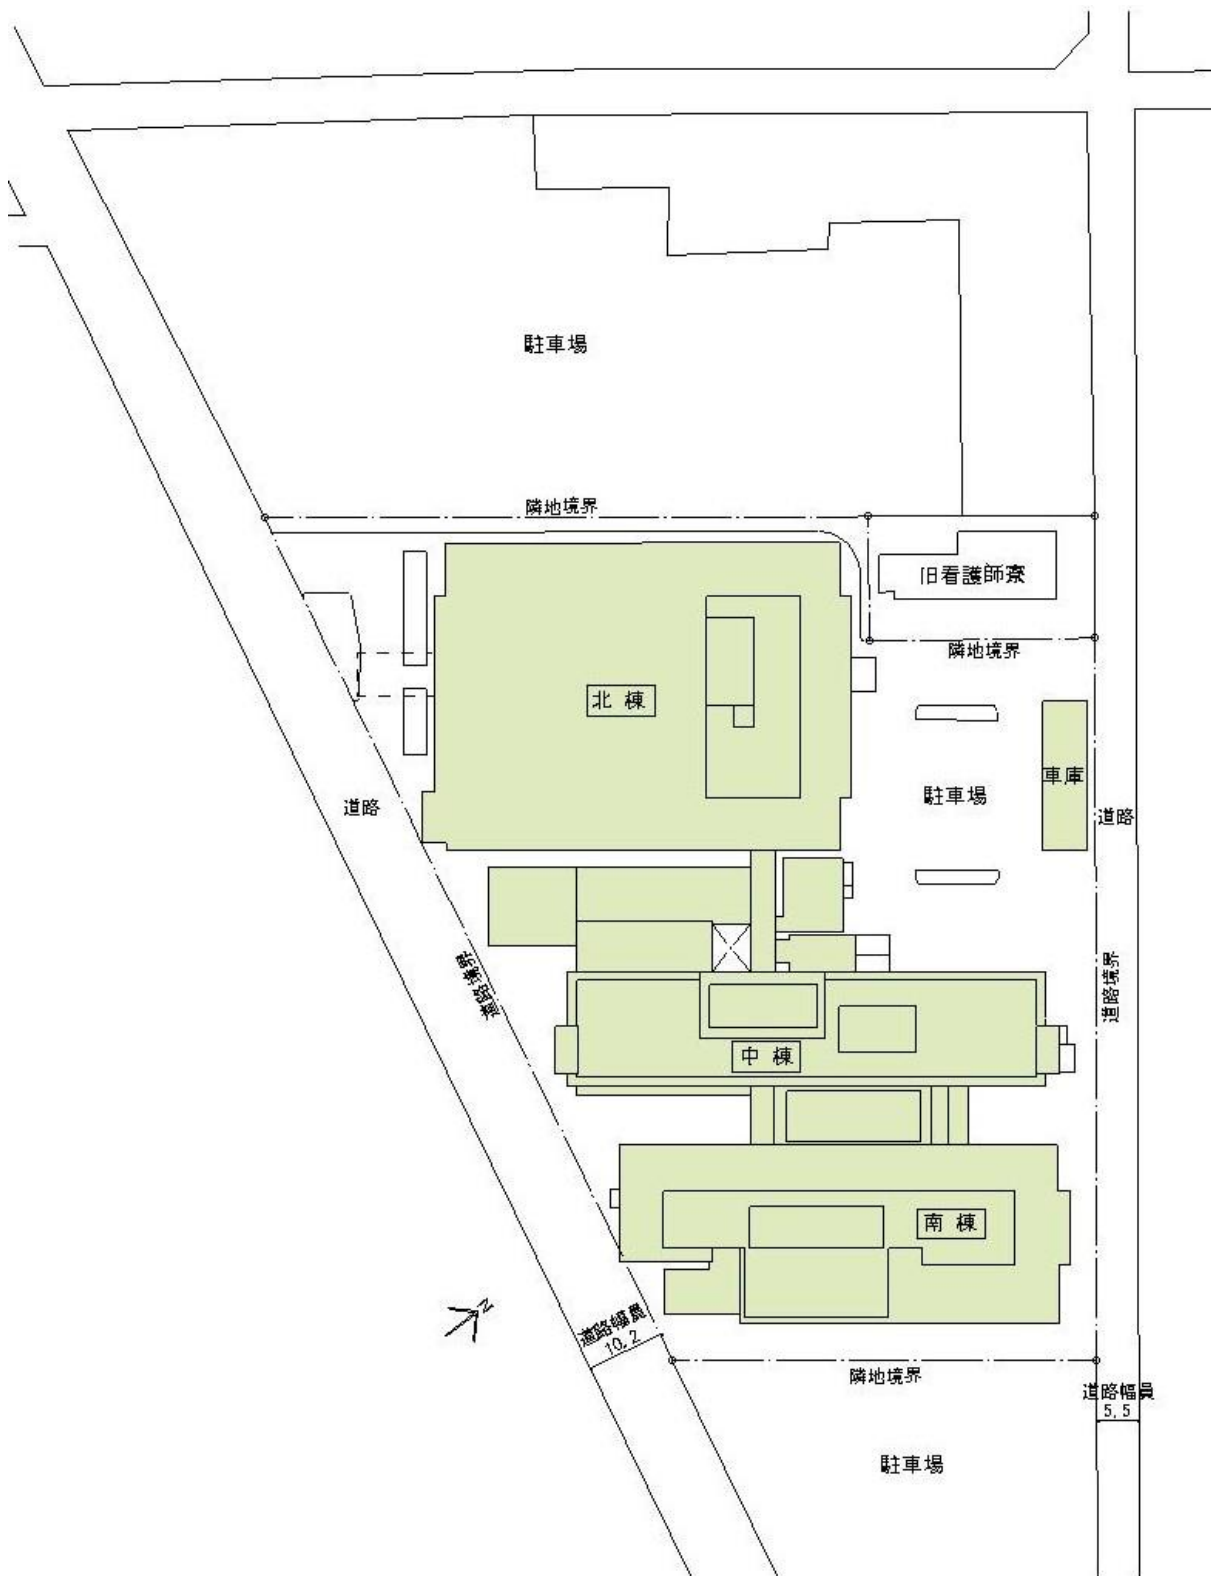 駐車場
隣地境界
旧看護師寮
隣地境界
北棟
車庫
駐車場
道路
道路
道路境界
道路境界
中棟
南棟
N
道路幅員
10,2
隣地境界
道路幅員
5,5
駐車場